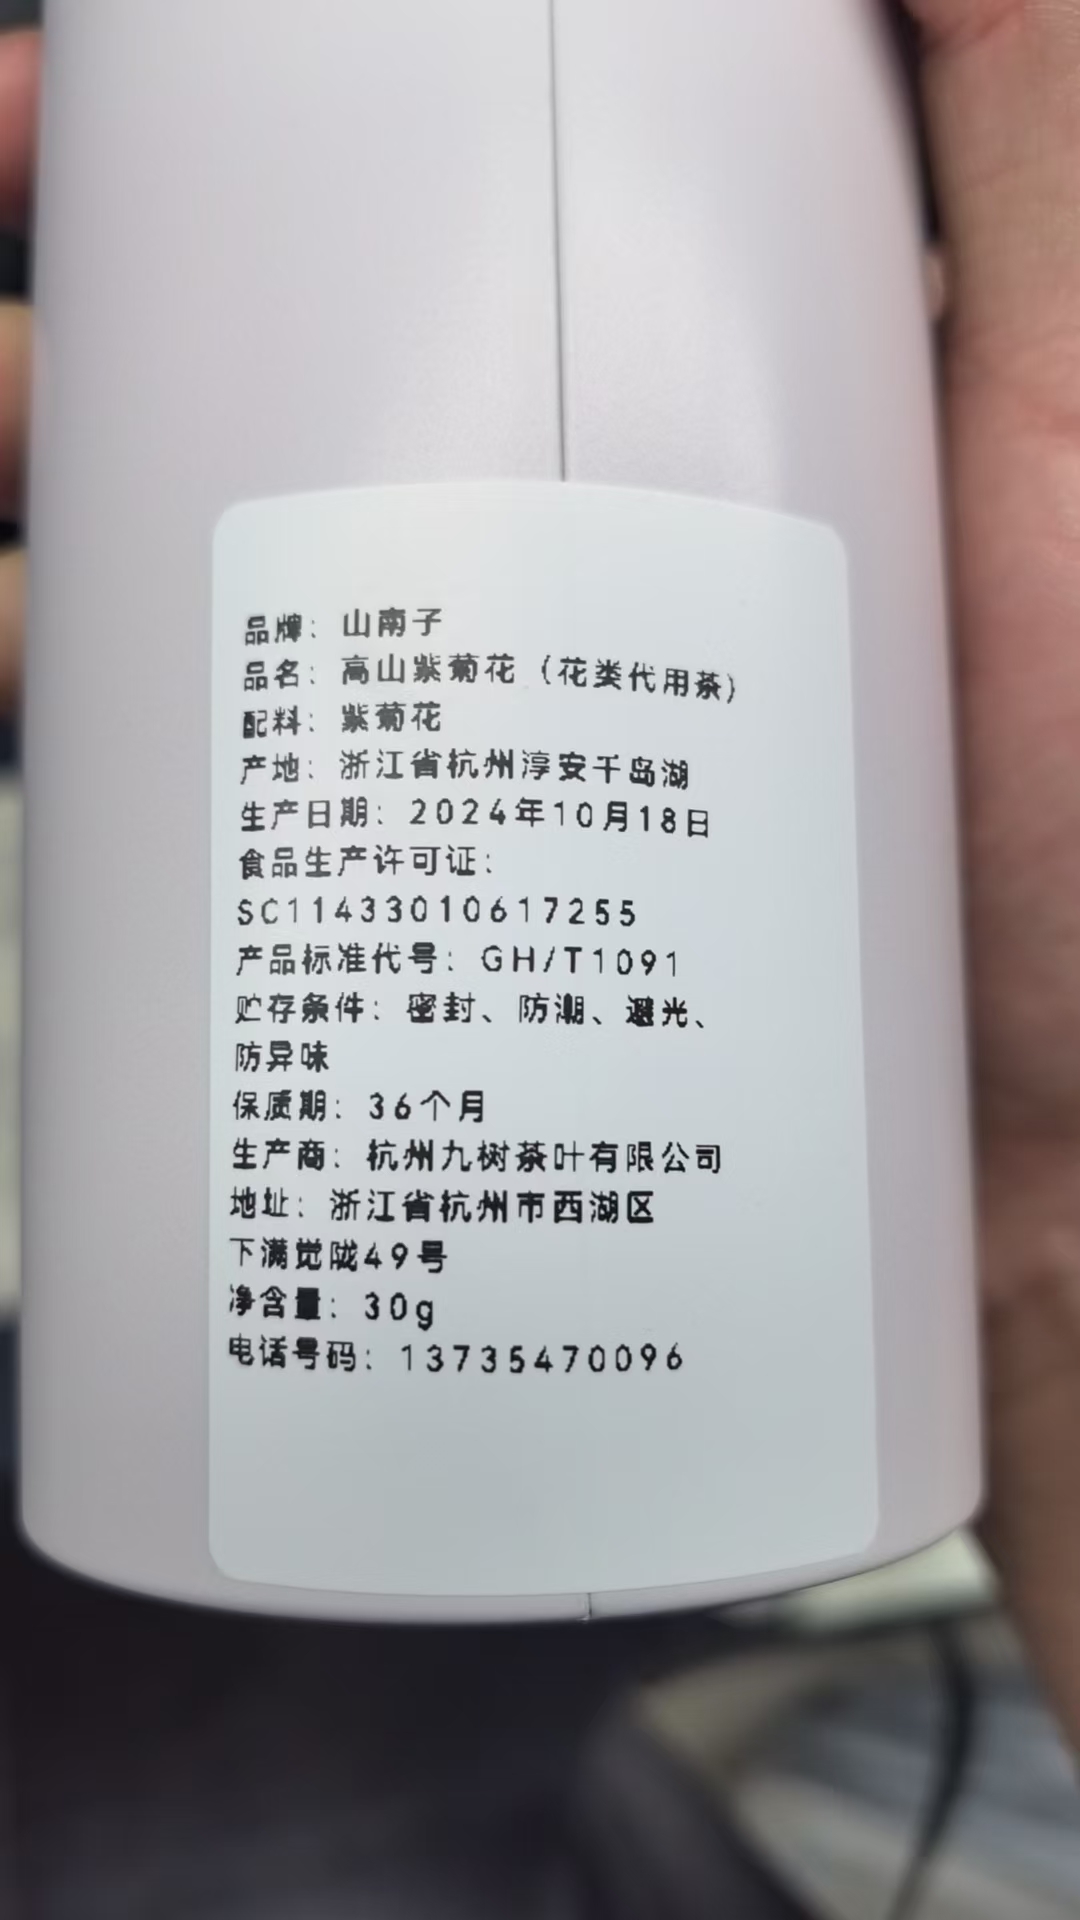 品牌：山南子
品名：高山紫菊花（花类代用茶）
配料：紫菊花
产地：浙江省杭州淳安千岛湖
生产日期：2024年10月18日
食品生产许可证：
SC11433010617255
产品标准代号：GH/T1091
贮存条件：密封、防潮、避光、
防异味
保质期：36个月
生产商：杭州九树茶叶有限公司
地址：浙江省杭州市西湖区
下满觉陇49号
净含量：30g
电话号码：13735470096